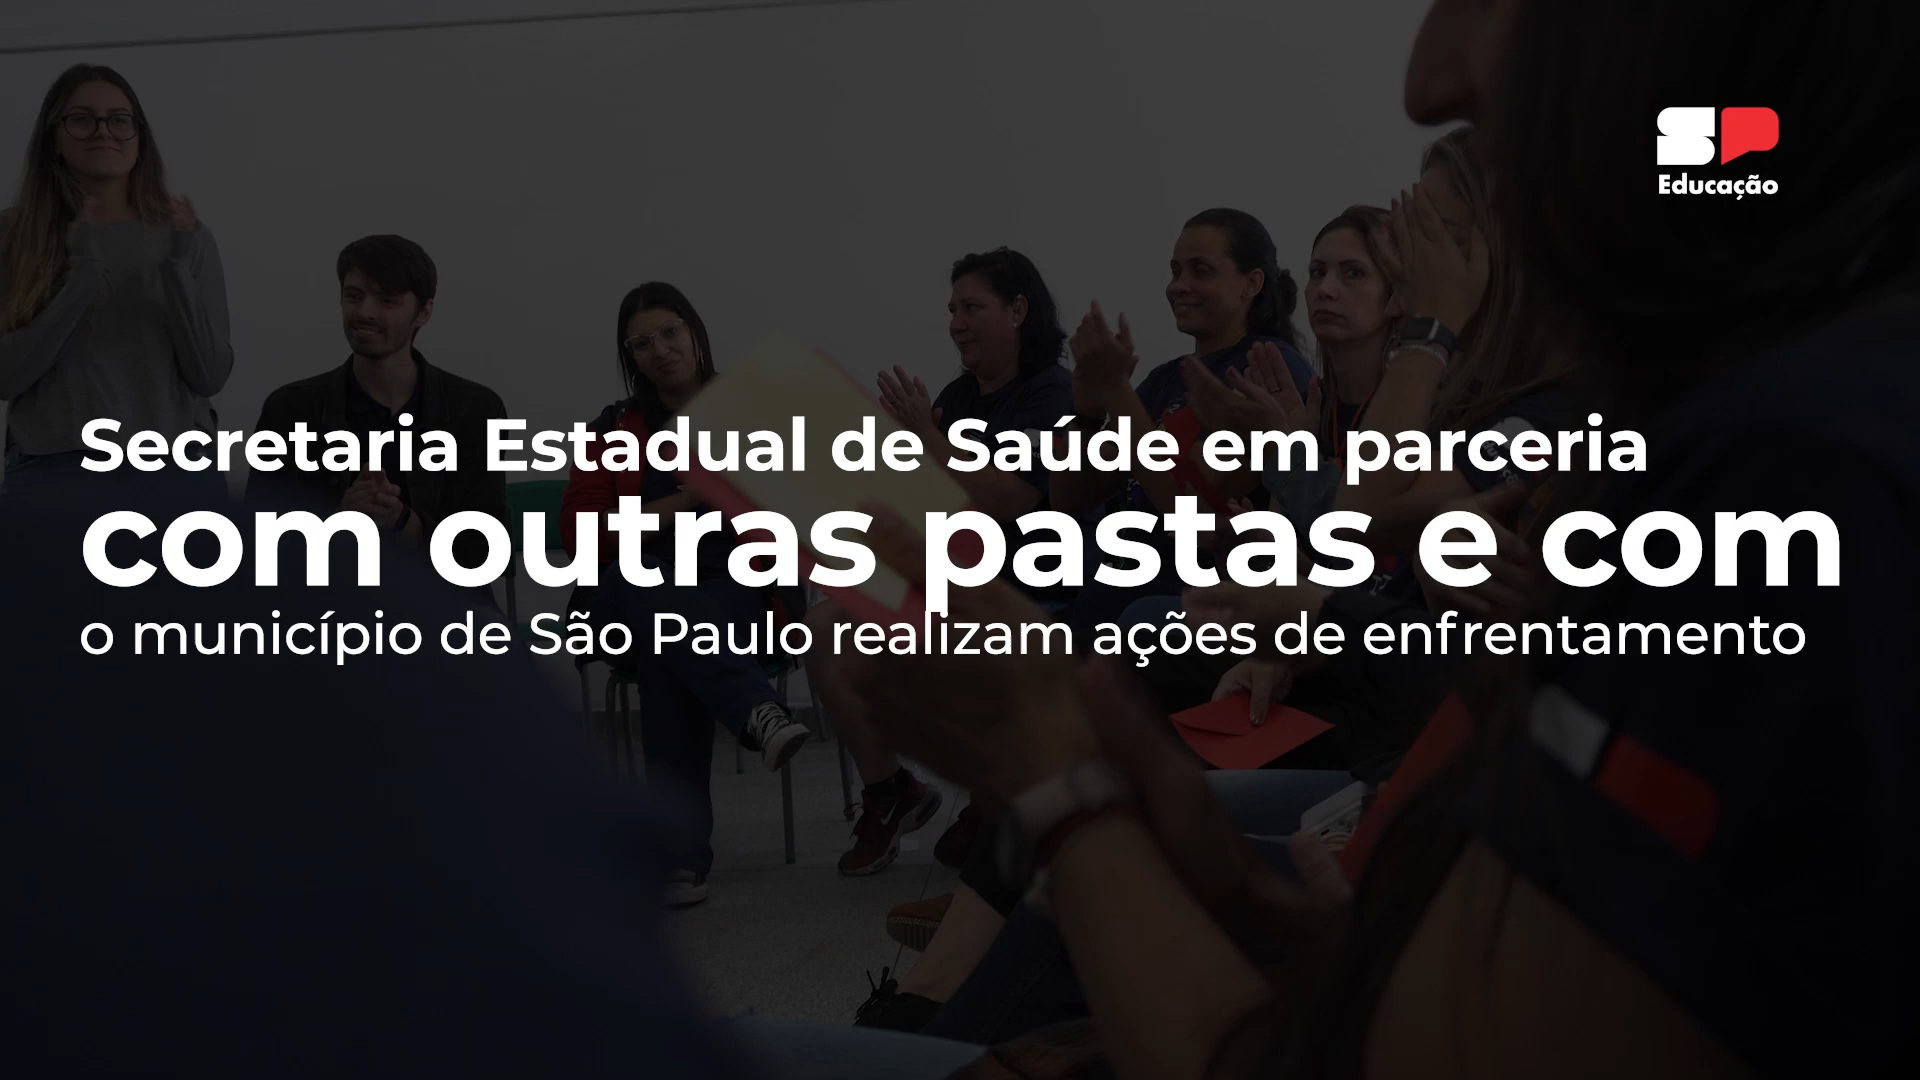 SP
Educação
Secretaria Estadual de Saúde em parceria
com outras pastas e com
o município de São Paulo realizam ações de enfrentamento